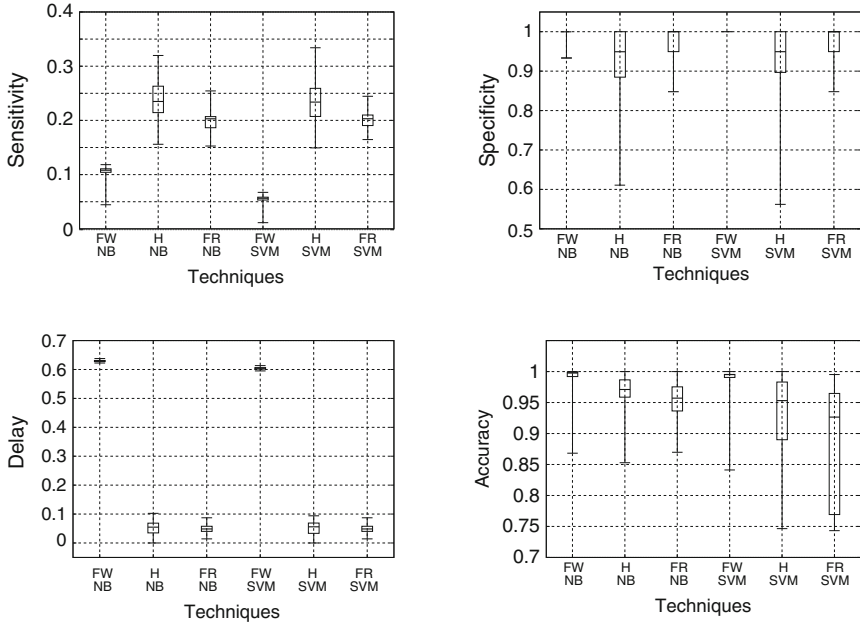 0.4
0.3
0.2
0.1
0
Sensitivity
FW H FR FW H FR
NB NB NB SVM SVM SVM
Techniques
1
0.9
0.8
0.7
0.6
0.5
Specificity
FW H FR FW H FR
NB NB NB SVM SVM SVM
Techniques
0.7
0.6
0.5
0.4
0.3
0.2
0.1
0
Delay
FW H FR FW H FR
NB NB NB SVM SVM SVM
Techniques
1
0.95
0.9
0.85
0.8
0.75
0.7
Accuracy
FW H FR FW H FR
NB NB NB SVM SVM SVM
Techniques